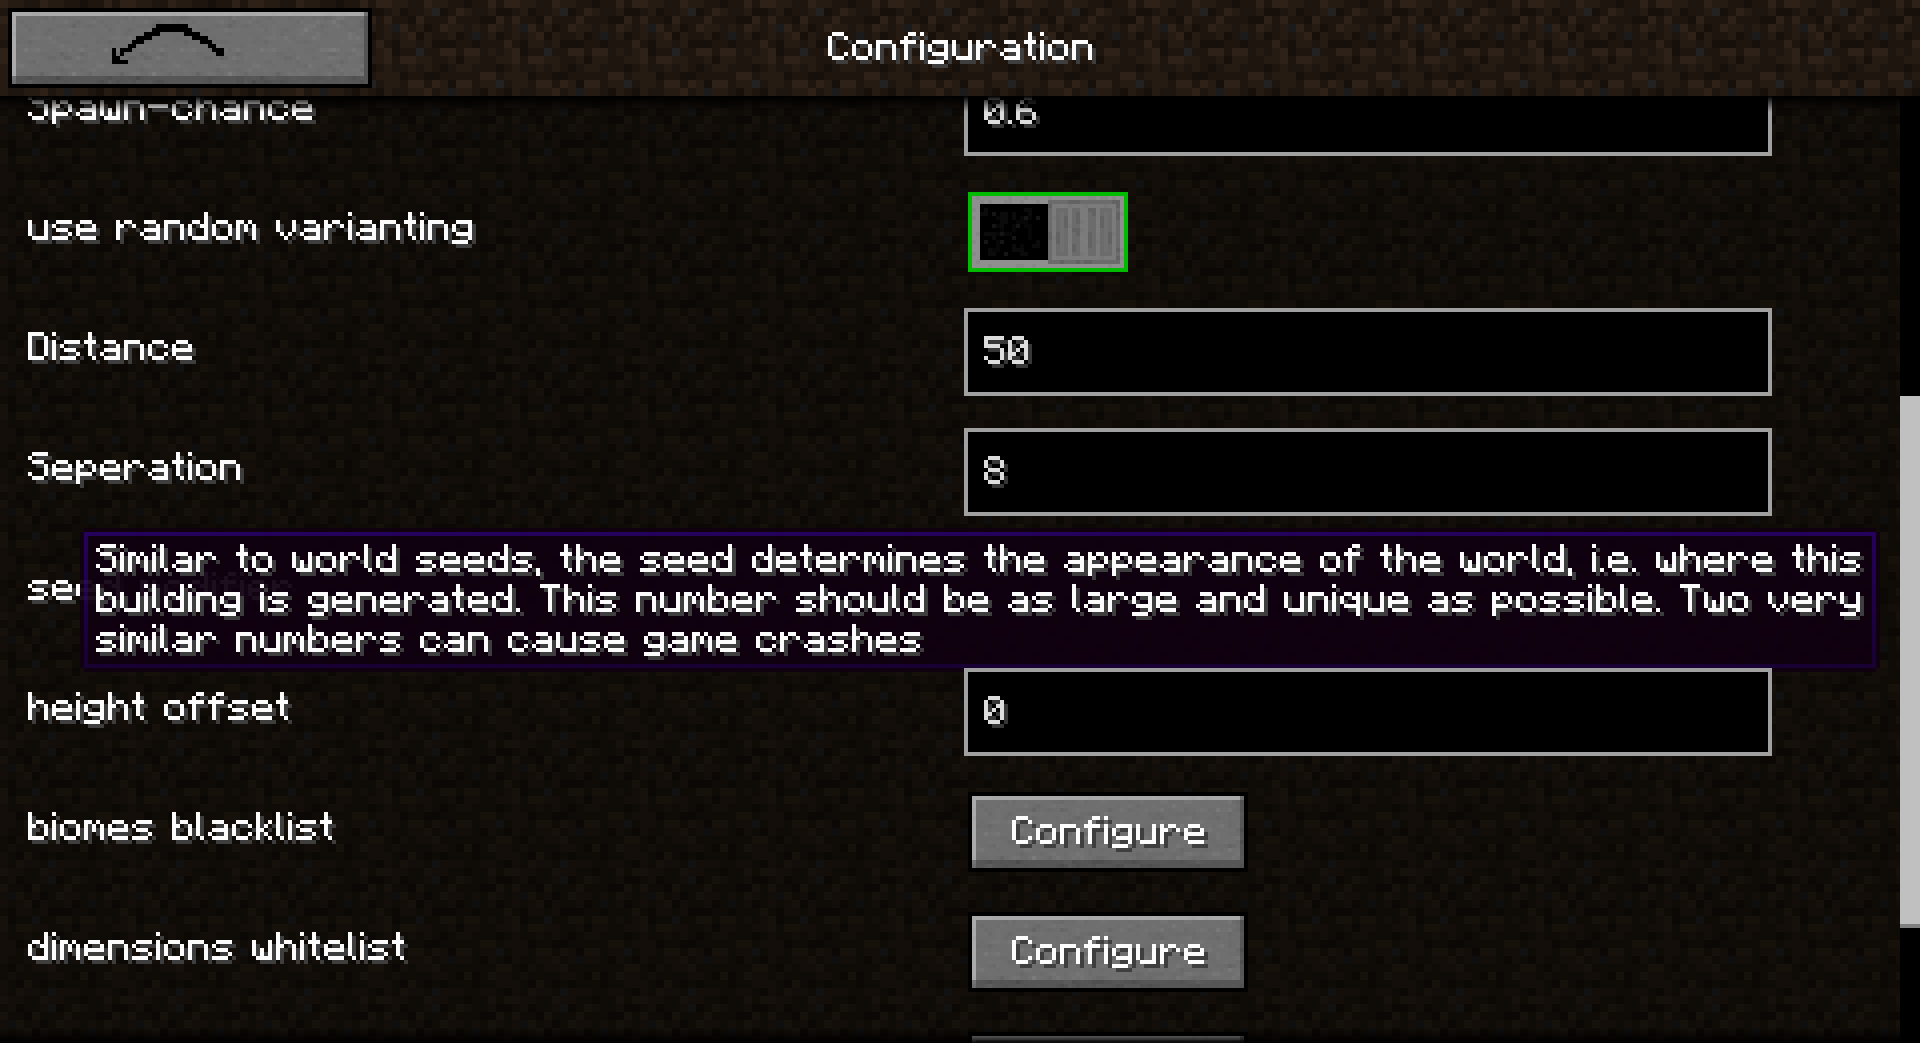 Configuration
Spawn-chance
0.6
use random varianting
Distance
50
Seperation
8
Similar to world seeds, the seed determines the appearance of the world, i.e. where this
building is generated. This number should be as large and unique as possible. Two very
similar numbers can cause game crashes
height offset
0
biomes blacklist
Configure
dimensions whitelist
Configure